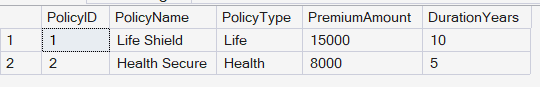 PolicyID PolicyName PolicyType PremiumAmount DurationYears
1 1 Life Shield Life 15000 10
2 2 Health Secure Health 8000 5